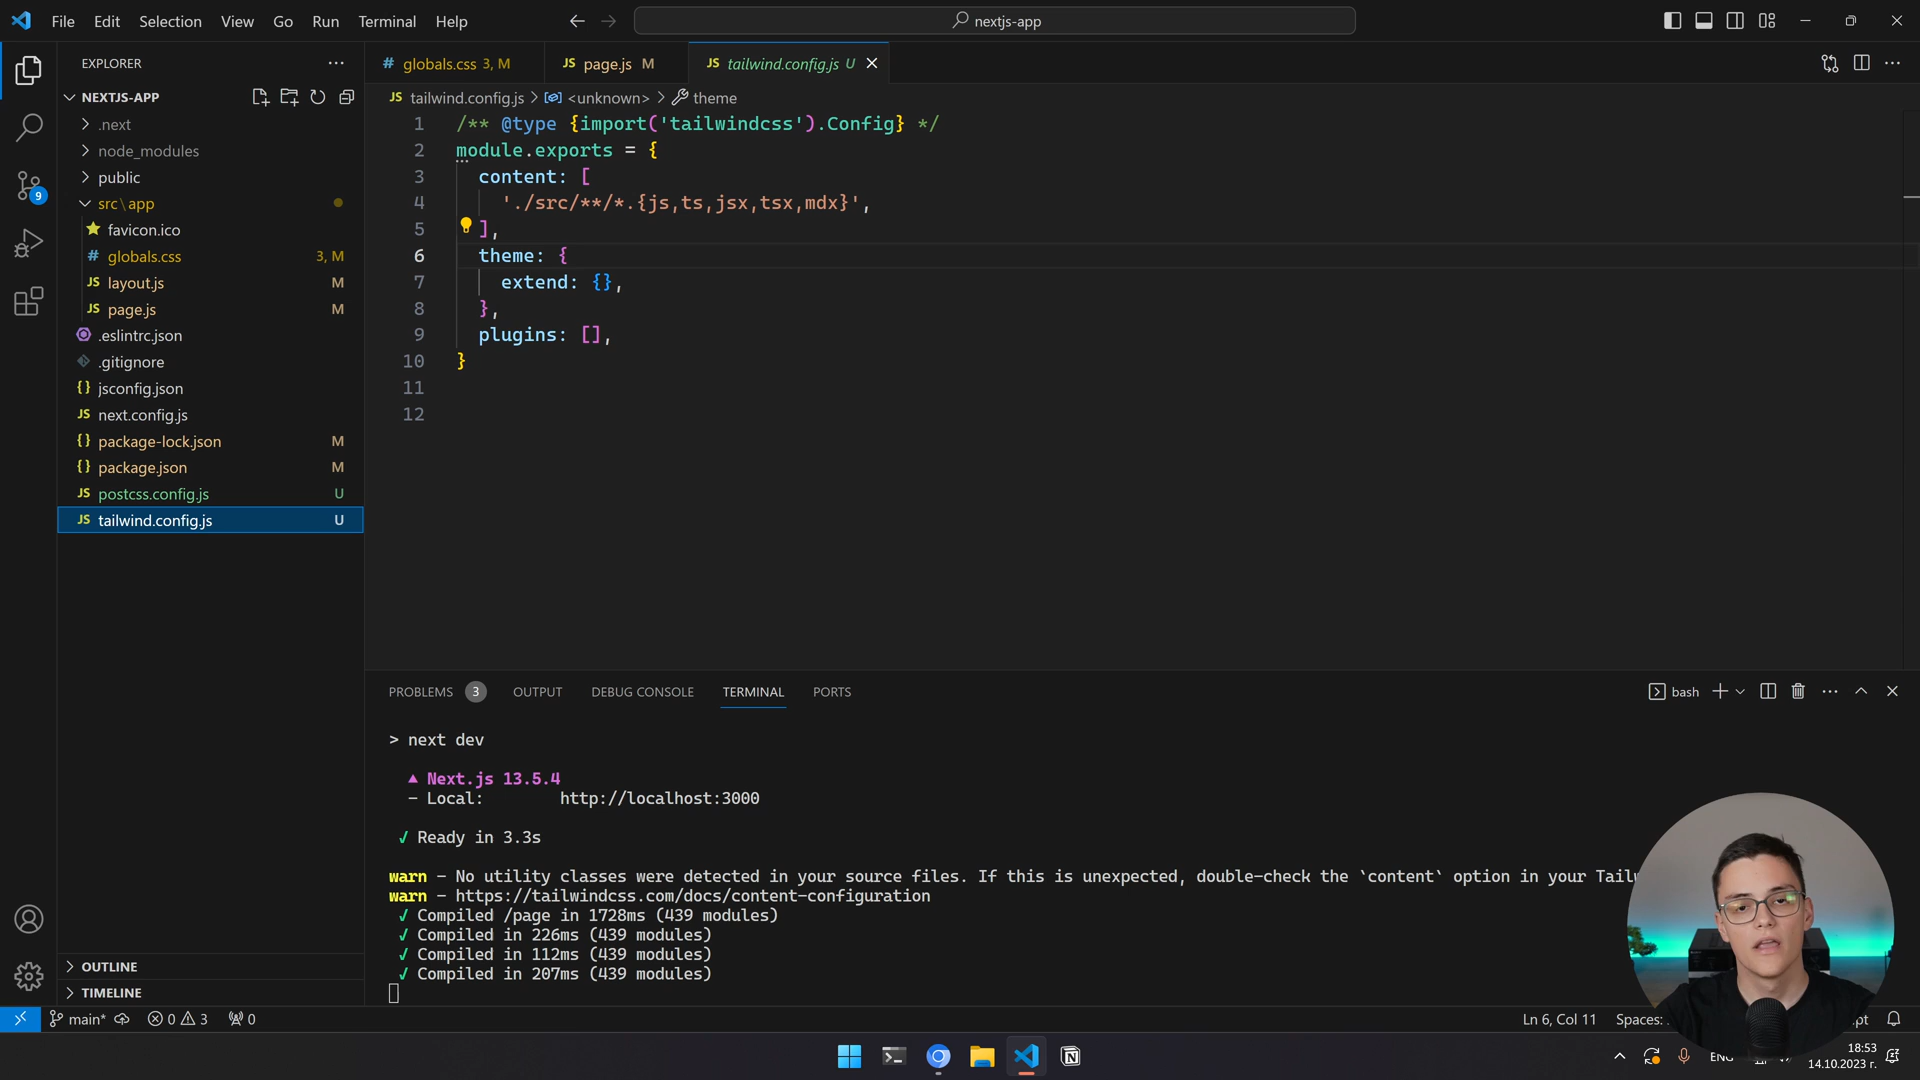 File Edit Selection View Go Run Terminal Help
nextjs-app
EXPLORER
NEXTJS-APP
.next
node_modules
public
src\app
favicon.ico
globals.css 3, M
layout.js M
page.js M
.eslintrc.json
.gitignore
jsconfig.json
next.config.js
package-lock.json M
package.json M
postcss.config.js U
tailwind.config.js U
OUTLINE
TIMELINE
9
globals.css 3, M
JS page.js M
JS tailwind.config.js U
JS tailwind.config.js > <unknown> > theme
1 /** @type {import('tailwindcss').Config} */
2 module.exports = {
3 content: [
4 './src/**/*.{js,ts,jsx,tsx,mdx}',
5 ],
6 theme: {
7 extend: {},
8 },
9 plugins: [],
10 }
11
12
PROBLEMS 3 OUTPUT DEBUG CONSOLE TERMINAL PORTS
bash
> next dev
▲ Next.js 13.5.4
- Local: http://localhost:3000
✓ Ready in 3.3s
warn - No utility classes were detected in your source files. If this is unexpected, double-check the `content` option in your
warn - https://tailwindcss.com/docs/content-configuration
✓ Compiled /page in 1728ms (439 modules)
✓ Compiled in 226ms (439 modules)
✓ Compiled in 112ms (439 modules)
✓ Compiled in 207ms (439 modules)
main* 0 3 0
Ln 6, Col 11 Spaces:
18:53
14.10.2023 г.